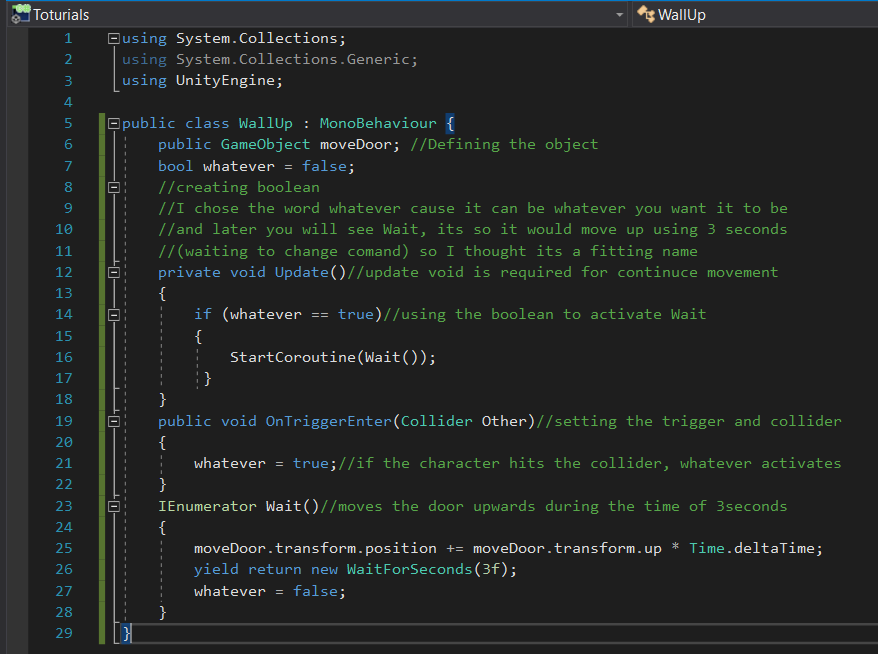 Toturials WallUp
1 using System.Collections;
2 using System.Collections.Generic;
3 using UnityEngine;
4
5 public class WallUp : MonoBehaviour {
6 public GameObject moveDoor; //Defining the object
7 bool whatever = false;
8 //creating boolean
9 //I chose the word whatever cause it can be whatever you want it to be
10 //and later you will see Wait, its so it would move up using 3 seconds
11 //(waiting to change comand) so I thought its a fitting name
12 private void Update()//update void is required for continuce movement
13 {
14 if (whatever == true)//using the boolean to activate Wait
15 {
16 StartCoroutine(Wait());
17 }
18 }
19 public void OnTriggerEnter(Collider Other)//setting the trigger and collider
20 {
21 whatever = true;//if the character hits the collider, whatever activates
22 }
23 IEnumerator Wait()//moves the door upwards during the time of 3seconds
24 {
25 moveDoor.transform.position += moveDoor.transform.up * Time.deltaTime;
26 yield return new WaitForSeconds(3f);
27 whatever = false;
28 }
29 }